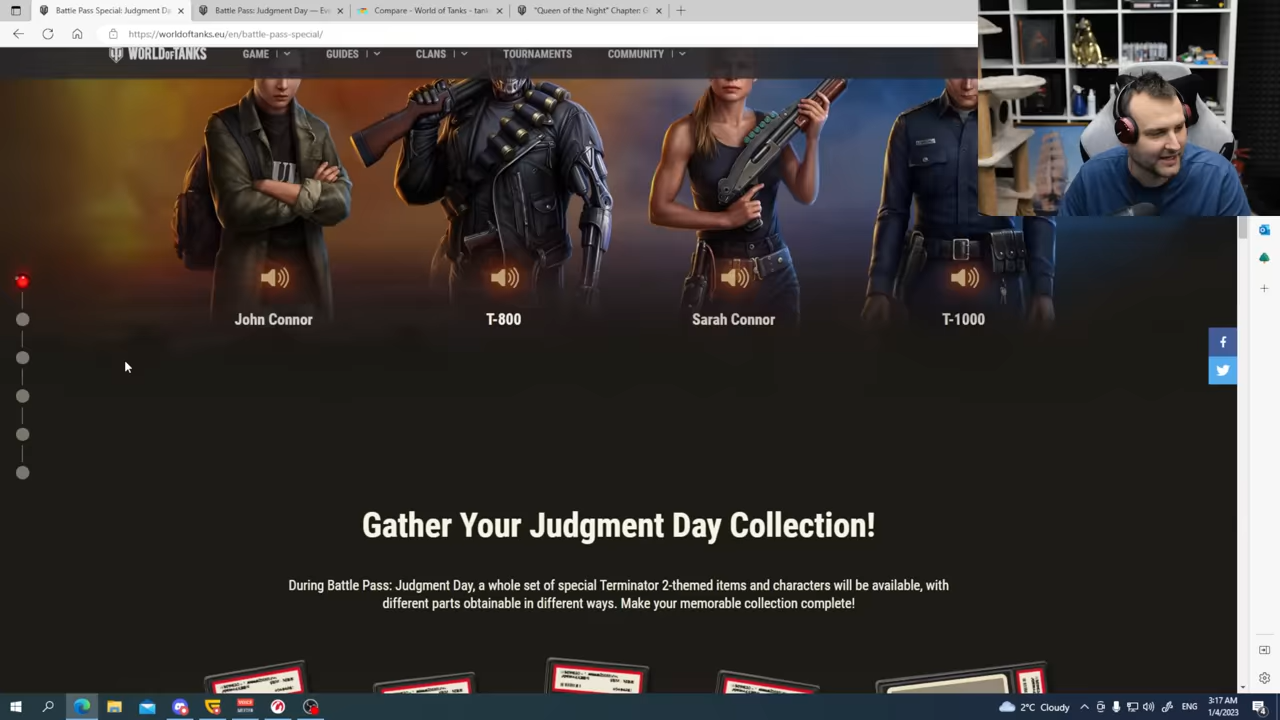 Battle Pass Special: Judgment Da
Battle Pass: Judgment Day — Eve
Compare - World of Tanks - tank
"Queen of the Night" Chapter: G
https://worldoftanks.eu/en/battle-pass-special/
WORLD OF TANKS
GAME
GUIDES
CLANS
TOURNAMENTS
COMMUNITY
John Connor
T-800
Sarah Connor
T-1000
Gather Your Judgment Day Collection!
During Battle Pass: Judgment Day, a whole set of special Terminator 2-themed items and characters will be available, with
different parts obtainable in different ways. Make your memorable collection complete!
2°C Cloudy
ENG
3:17 AM
1/4/2023
4